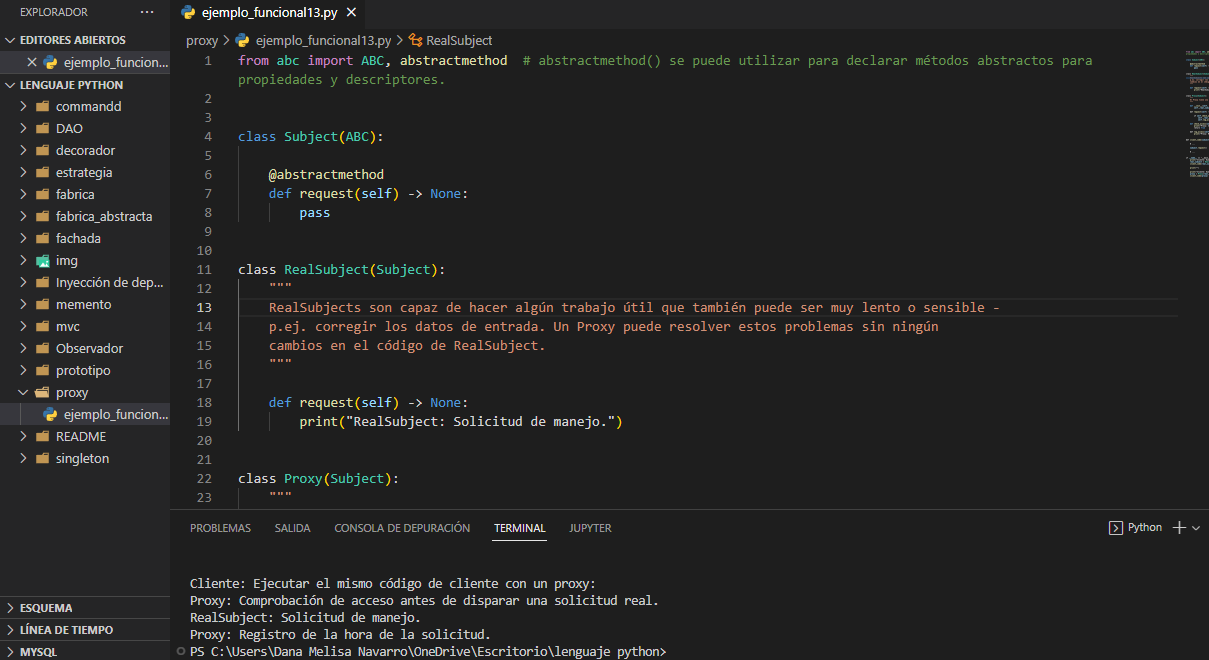 EXPLORADOR ···
EDITORES ABIERTOS
ejemplo_funcion...
LENGUAJE PYTHON
commandd
DAO
decorador
estrategia
fabrica
fabrica_abstracta
fachada
img
Inyección de dep...
memento
mvc
Observador
prototipo
proxy
ejemplo_funcion...
README
singleton
ESQUEMA
LÍNEA DE TIEMPO
MYSQL
ejemplo_funcional13.py
proxy > ejemplo_funcional13.py > RealSubject
1 from abc import ABC, abstractmethod # abstractmethod() se puede utilizar para declarar métodos abstractos para
propiedades y descriptores.
2
3
4 class Subject(ABC):
5
6 @abstractmethod
7 def request(self) -> None:
8 pass
9
10
11 class RealSubject(Subject):
12 """
13 RealSubjects son capaz de hacer algún trabajo útil que también puede ser muy lento o sensible -
14 p.ej. corregir los datos de entrada. Un Proxy puede resolver estos problemas sin ningún
15 cambios en el código de RealSubject.
16 """
17
18 def request(self) -> None:
19 print("RealSubject: Solicitud de manejo.")
20
21
22 class Proxy(Subject):
23 """
PROBLEMAS SALIDA CONSOLA DE DEPURACIÓN TERMINAL JUPYTER
Python
Cliente: Ejecutar el mismo código de cliente con un proxy:
Proxy: Comprobación de acceso antes de disparar una solicitud real.
RealSubject: Solicitud de manejo.
Proxy: Registro de la hora de la solicitud.
PS C:\Users\Dana Melisa Navarro\OneDrive\Escritorio\lenguaje python>